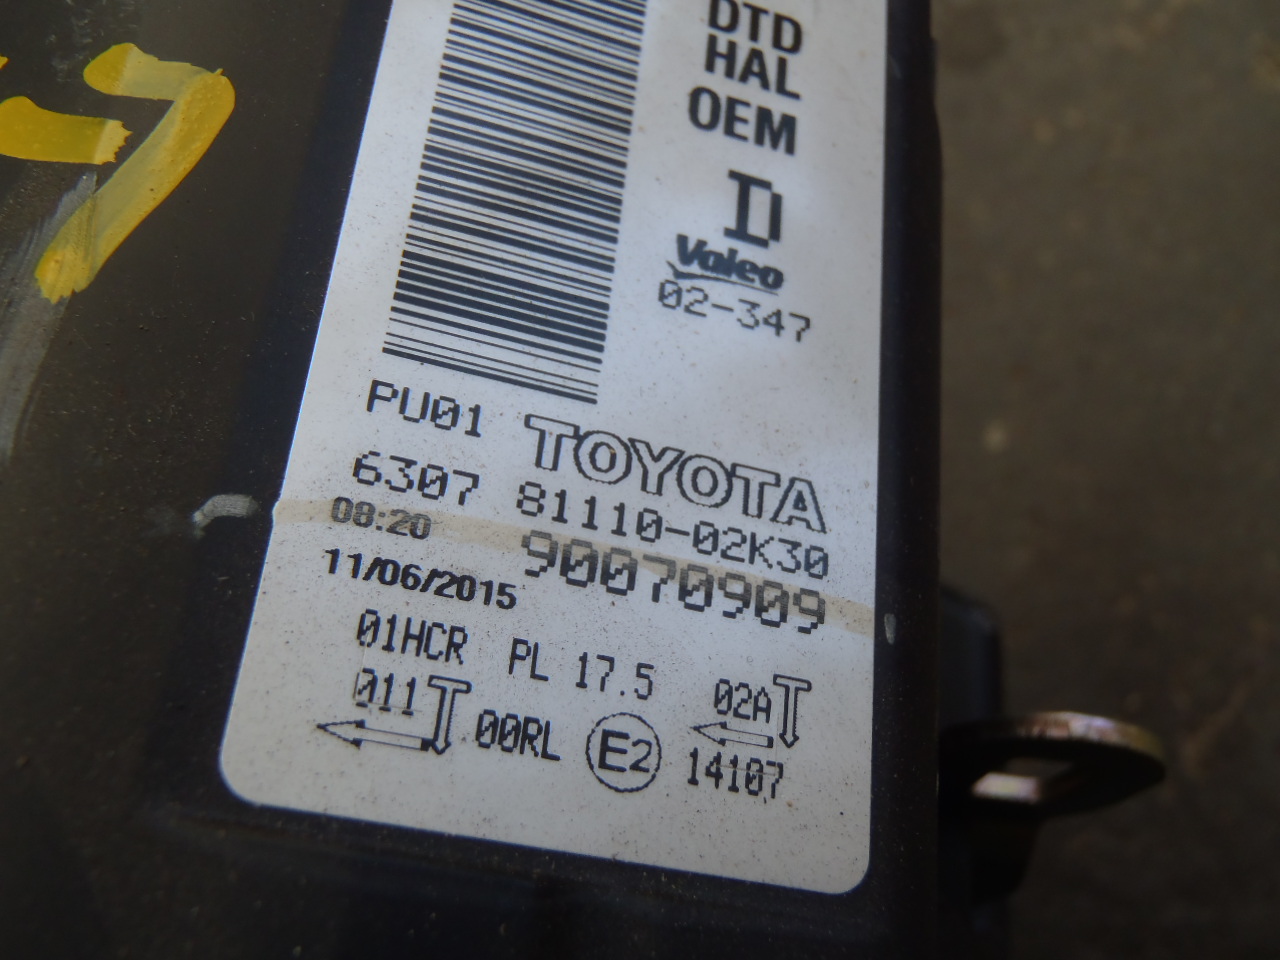 DTD
HAL
OEM
D
Valeo
02-347
PU01 TOYOTA
6307 81110-02K30
08:20 90070909
11/06/2015
01HCR PL 17.5 02A
011 00RL E2 14107